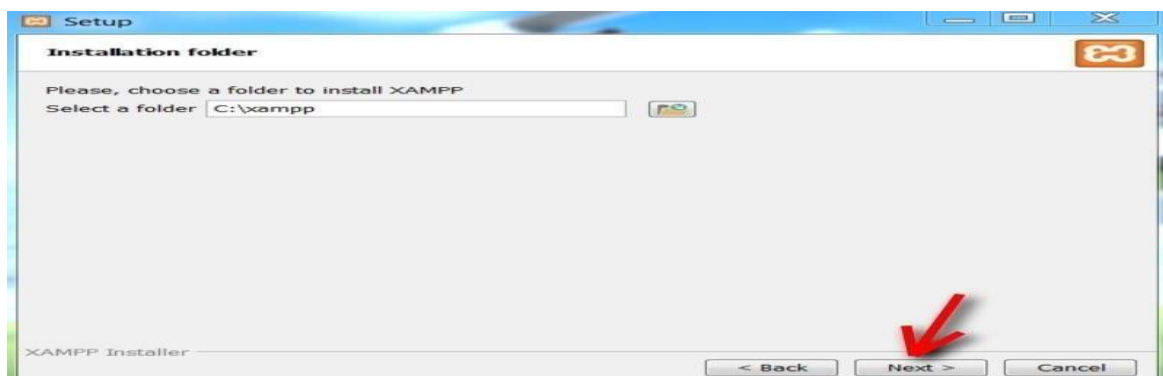 Setup
Installation folder
Please, choose a folder to install XAMPP
Select a folder C:\xampp
XAMPP Installer
< Back Next > Cancel